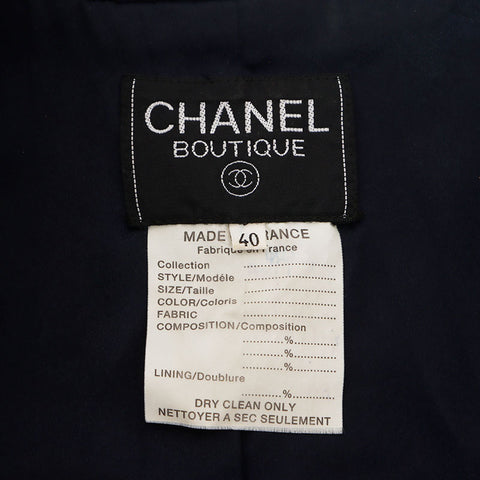 CHANEL
BOUTIQUE
MADE RANCE
40
Fabriqué en France
Collection ....................
STYLE/Modèle ....................
SIZE/Taille ....................
COLOR/Coloris ....................
FABRIC ....................
COMPOSITION/Composition
.............%.............
.............%.............
.............%.............
LINING/Doublure
.............%.............
DRY CLEAN ONLY
NETTOYER A SEC SEULEMENT